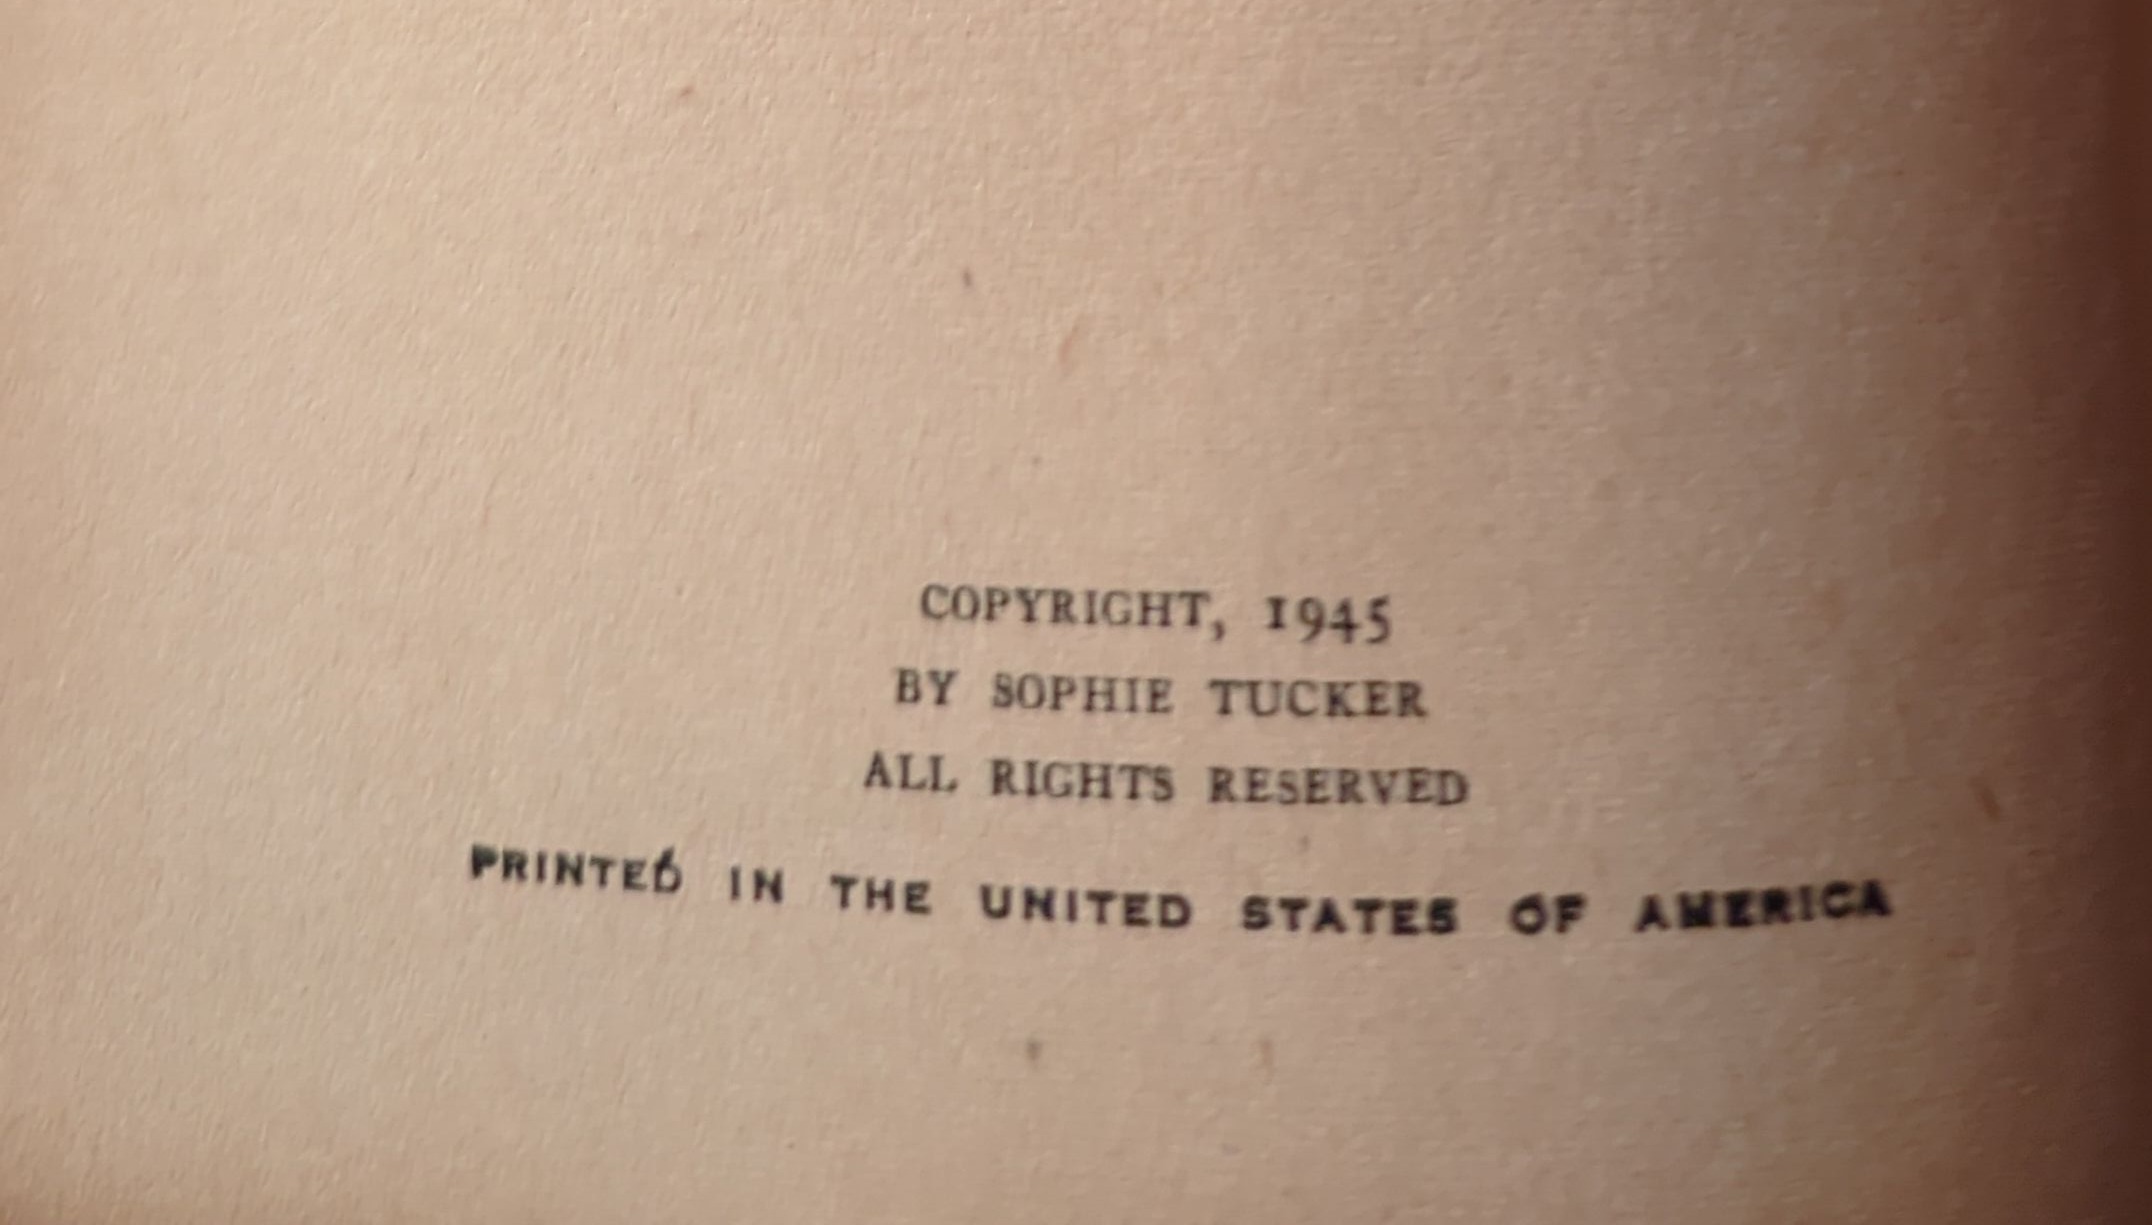 COPYRIGHT, 1945
BY SOPHIE TUCKER
ALL RIGHTS RESERVED
PRINTED IN THE UNITED STATES OF AMERICA